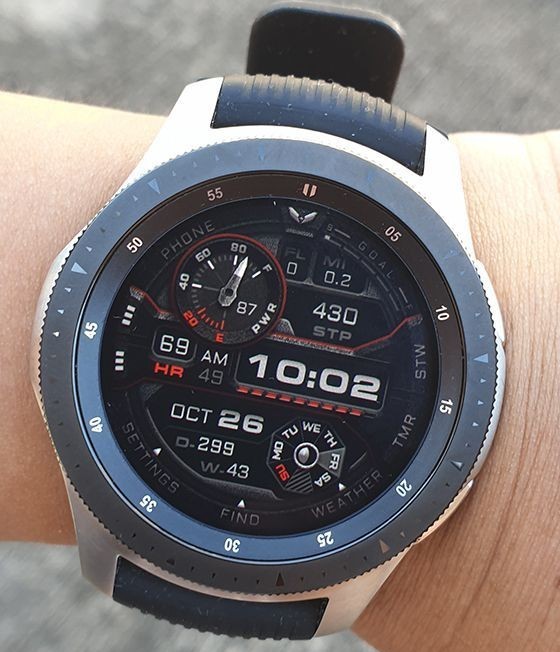 55
05
50
10
45
15
40
20
35
25
30
PHONE
GOAL
STW
TMR
WEATHER
FIND
SETTINGS
80
60
40
20
E
F
PWR
87
FL
0
MI
0.2
430
STP
69
HR
AM
49
10:02
OCT 26
D-299
W-43
SU MO TU WE TH FR SA